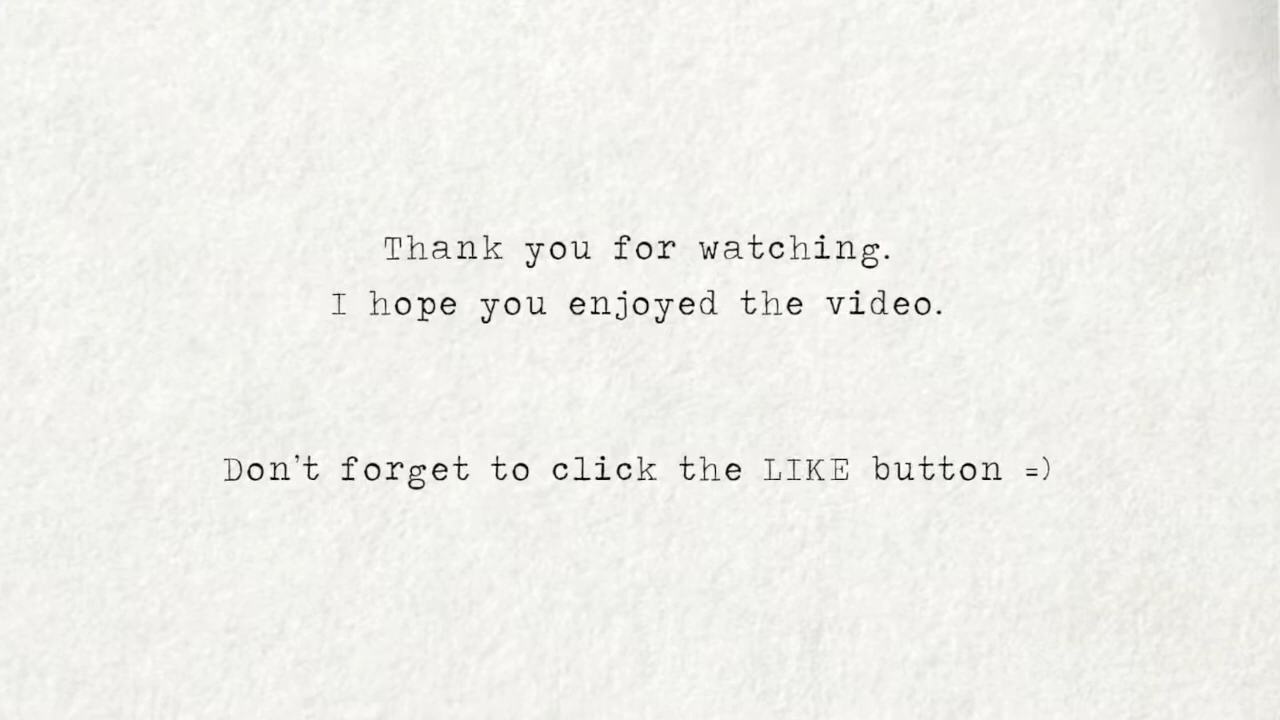 Thank you for watching.
I hope you enjoyed the video.
Don't forget to click the LIKE button =)